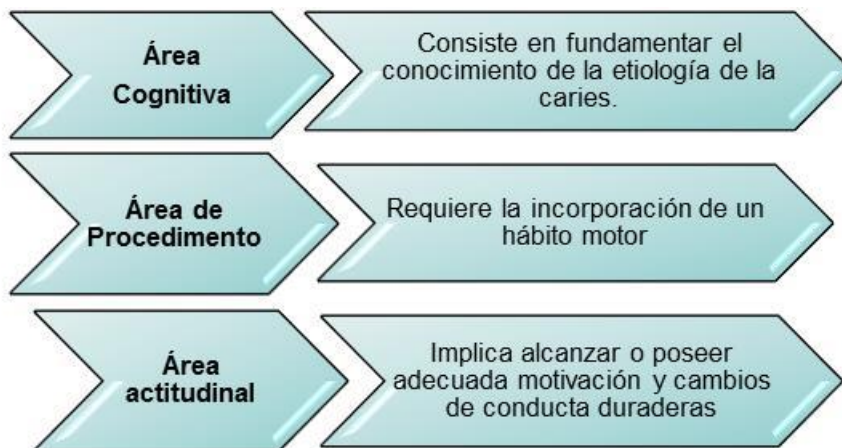 Área
Cognitiva
Consiste en fundamentar el
conocimiento de la etiología de la
caries.
Área de
Procedimento
Requiere la incorporación de un
hábito motor
Área
actitudinal
Implica alcanzar o poseer
adecuada motivación y cambios
de conducta duraderas